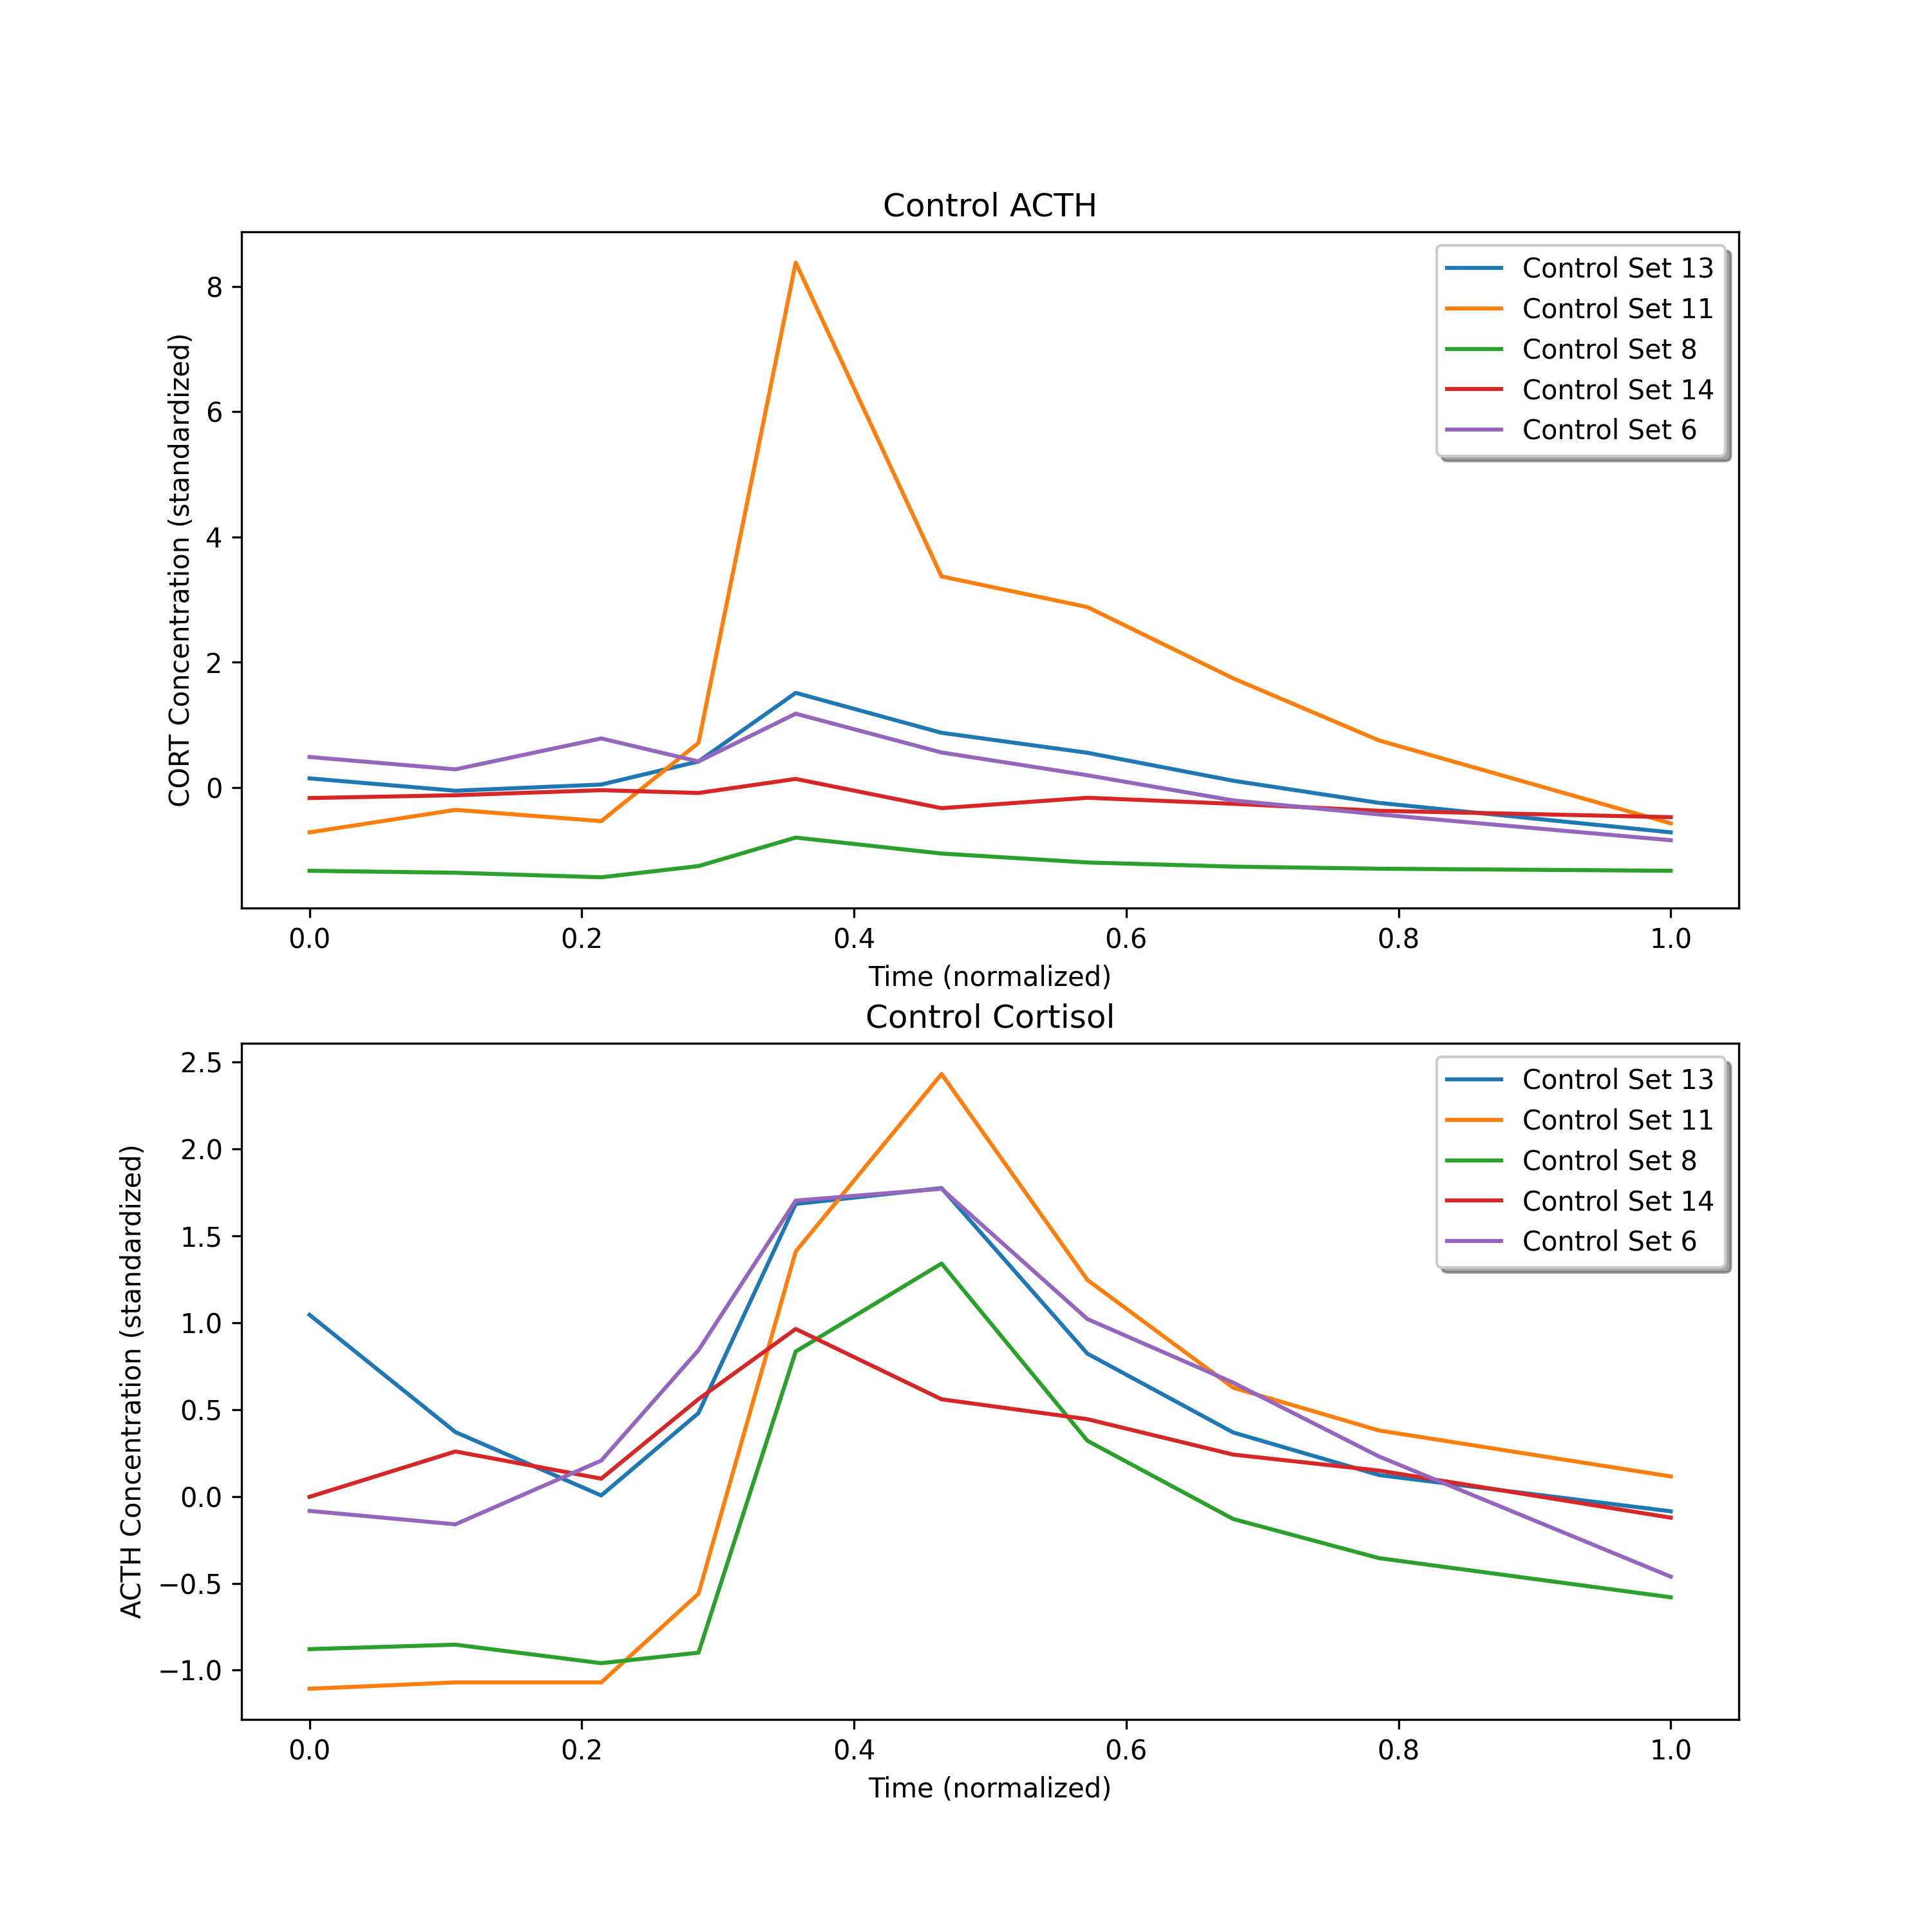 Control ACTH
CORT Concentration (standardized)
8
6
4
2
0
Control Set 13
Control Set 11
Control Set 8
Control Set 14
Control Set 6
0.0 0.2 0.4 0.6 0.8 1.0
Time (normalized)
Control Cortisol
ACTH Concentration (standardized)
2.5
2.0
1.5
1.0
0.5
0.0
−0.5
−1.0
Control Set 13
Control Set 11
Control Set 8
Control Set 14
Control Set 6
0.0 0.2 0.4 0.6 0.8 1.0
Time (normalized)